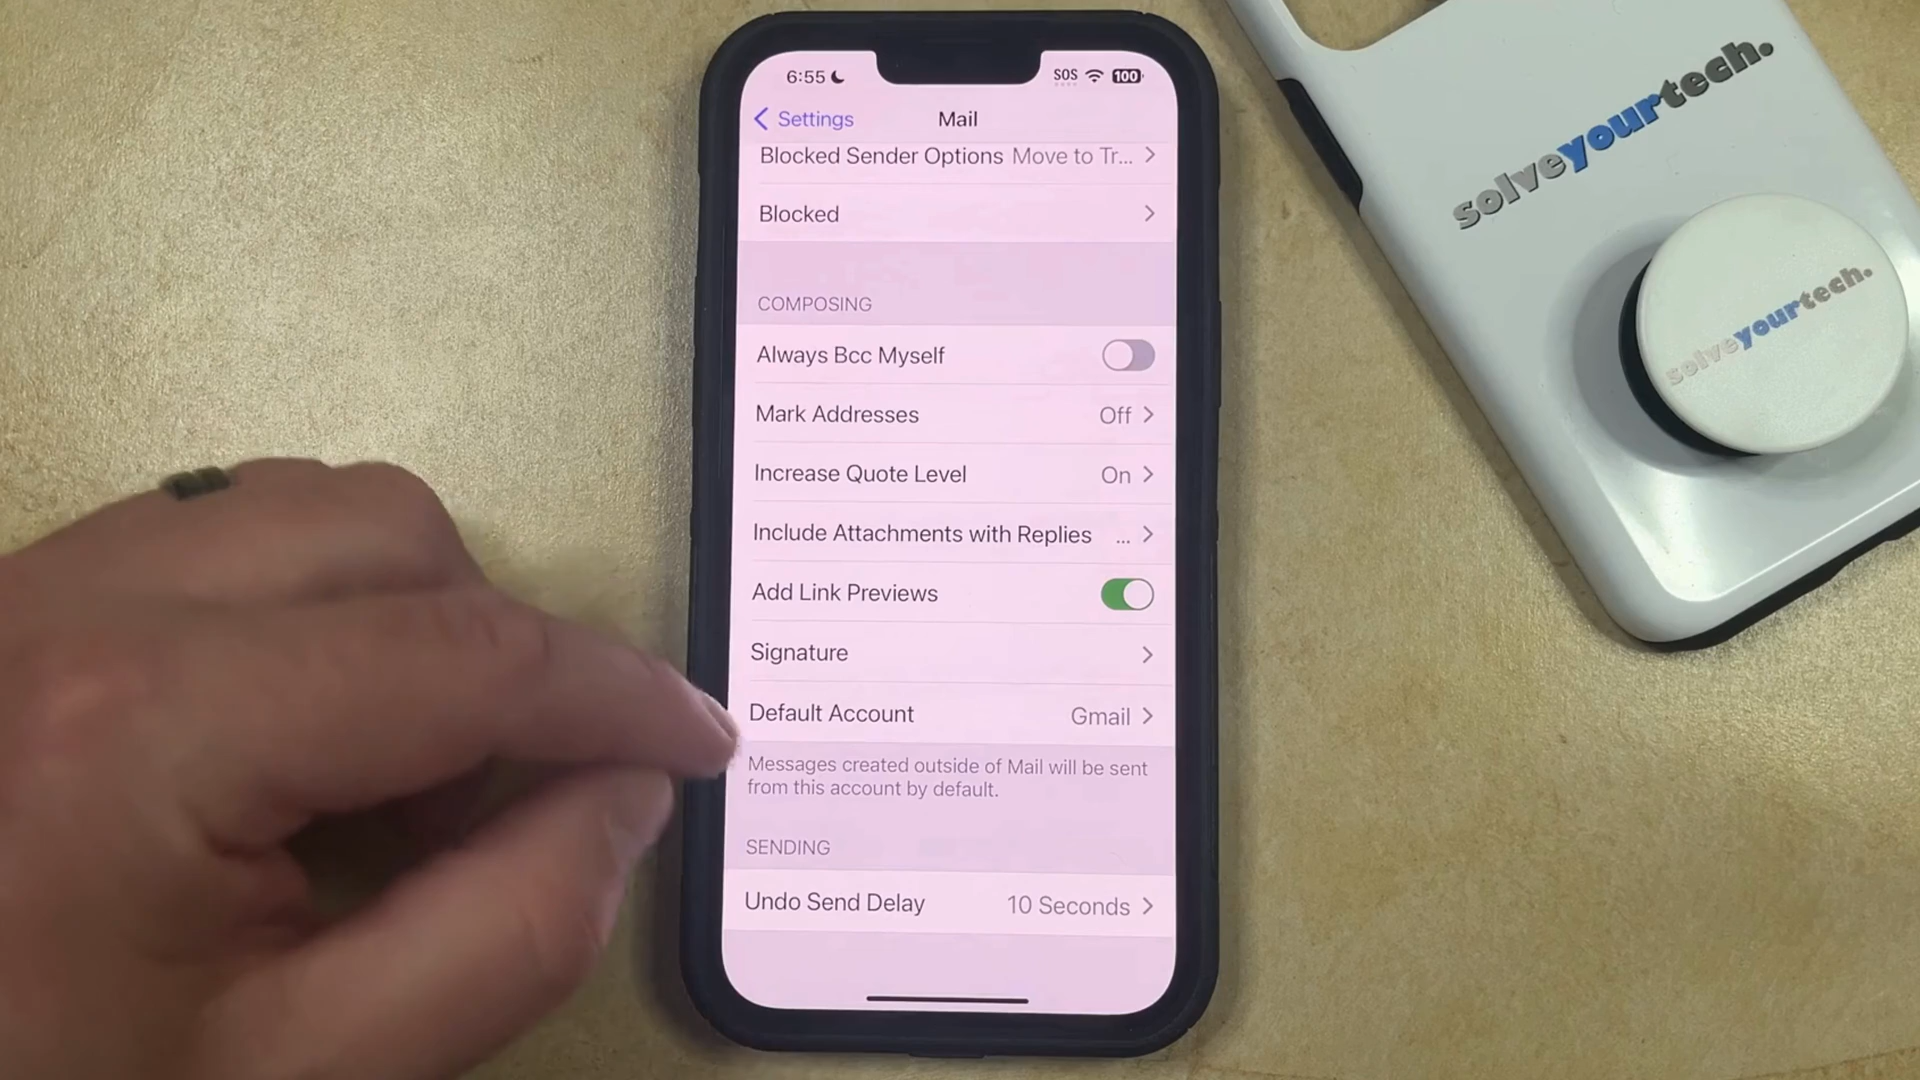 6:55
SOS
100
Settings
Mail
Blocked Sender Options Move to Tr...
Blocked
COMPOSING
Always Bcc Myself
Mark Addresses Off
Increase Quote Level On
Include Attachments with Replies ...
Add Link Previews
Signature
Default Account Gmail
Messages created outside of Mail will be sent
from this account by default.
SENDING
Undo Send Delay 10 Seconds
solveyourtech.
solveyourtech.